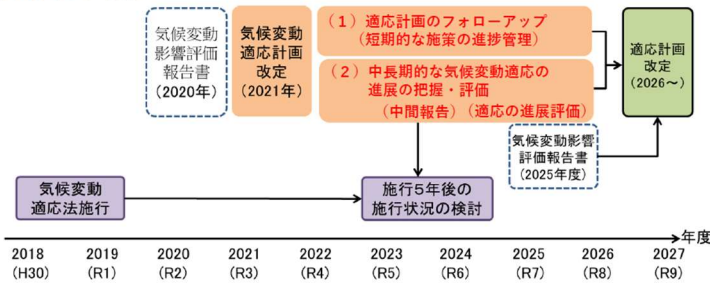 気候変動
影響評価
報告書
(2020年)
気候変動
適応計画
改定
(2021年)
(1)適応計画のフォローアップ
(短期的な施策の進捗管理)
(2)中長期的な気候変動適応の
進展の把握・評価
(中間報告)(適応の進展評価)
適応計画
改定
(2026~)
気候変動影響
評価報告書
(2025年度)
気候変動
適応法施行
施行5年後の
施行状況の検討
年度
2018 2019 2020 2021 2022 2023 2024 2025 2026 2027
(H30) (R1) (R2) (R3) (R4) (R5) (R6) (R7) (R8) (R9)